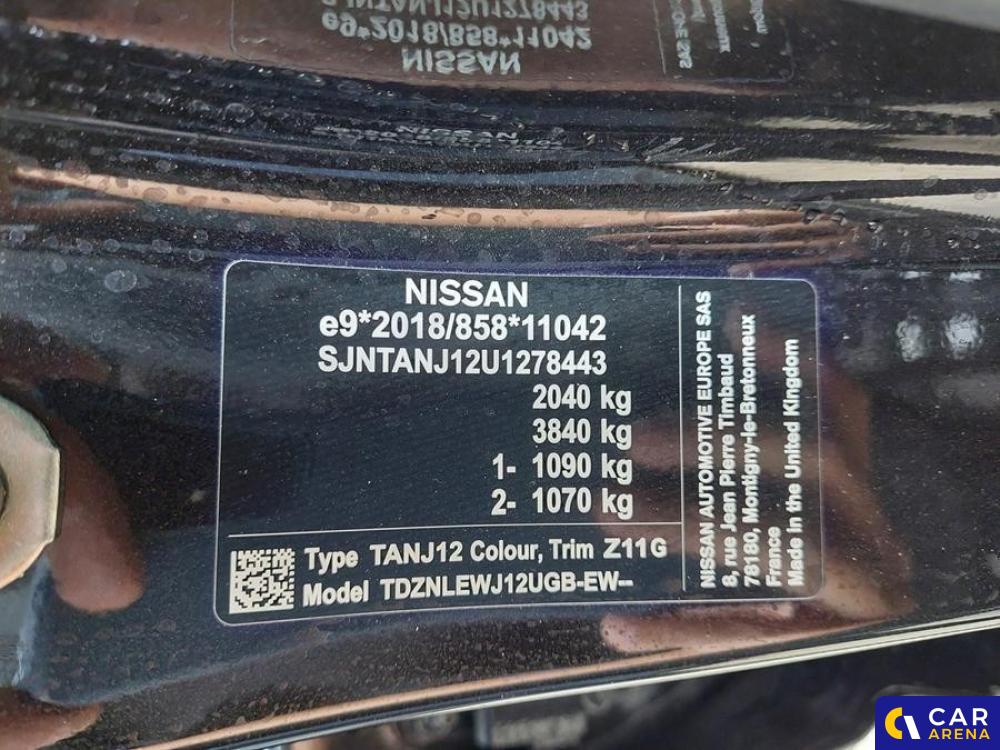 NISSAN
e9*2018/858*11042
SJNTANJ12U1278443
2040 kg
3840 kg
1- 1090 kg
2- 1070 kg
Type TANJ12 Colour, Trim Z11G
Model TDZNLEWJ12UGB-EW--
NISSAN AUTOMOTIVE EUROPE SAS
8, rue Jean Pierre Timbaud
78180, Montigny-le-Bretonneux
France
Made in the United Kingdom
CAR
ARENA